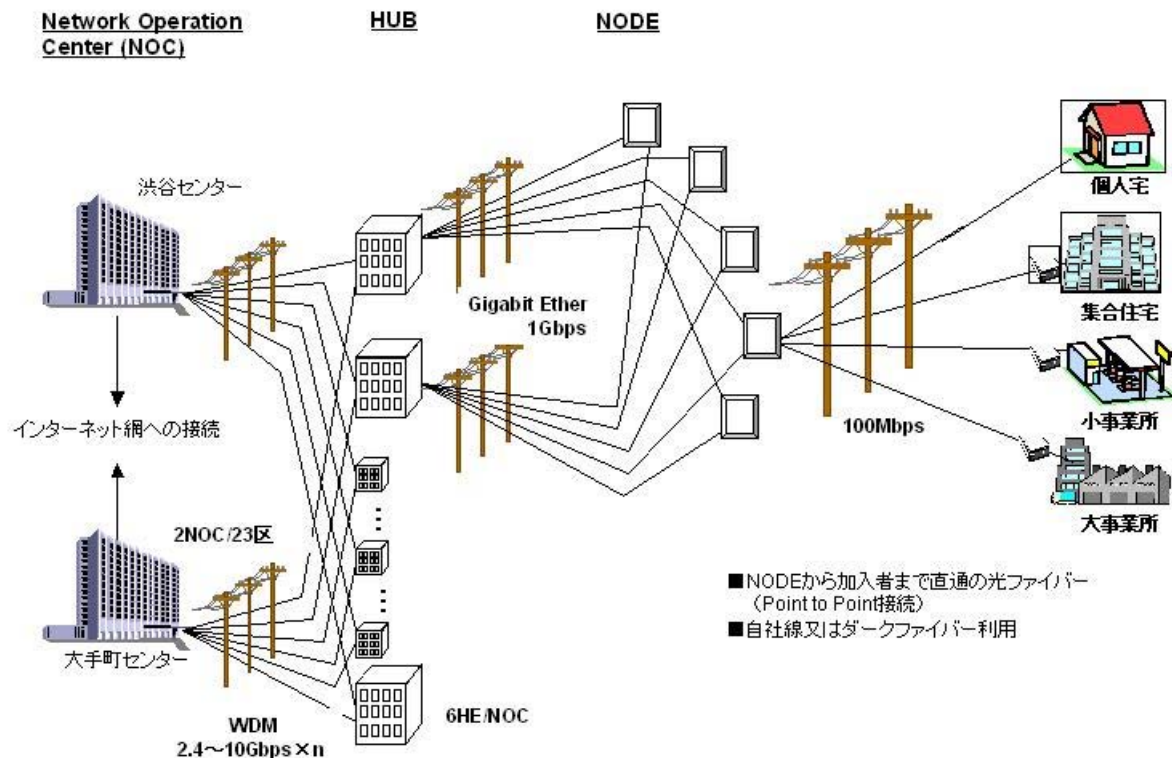 Network Operation
Center (NOC)
HUB
NODE
渋谷センター
個人宅
集合住宅
Gigabit Ether
1Gbps
小事業所
100Mbps
インターネット網への接続
大事業所
2NOC/23区
■NODEから加入者まで直通の光ファイバー
（Point to Point接続）
■自社線又はダークファイバー利用
大手町センター
6HE/NOC
WDM
2.4～10Gbps×n